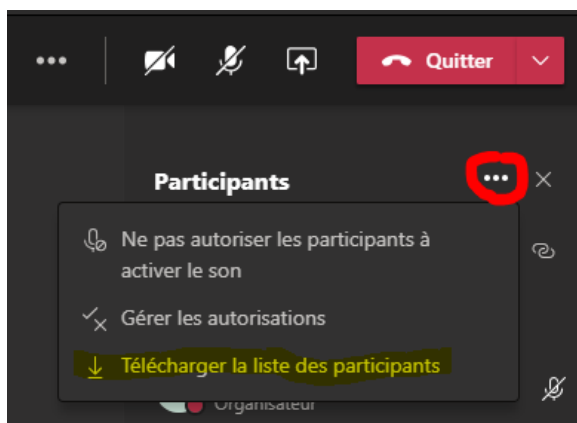 Quitter
Participants
Ne pas autoriser les participants à
activer le son
Gérer les autorisations
Télécharger la liste des participants
Organisateur